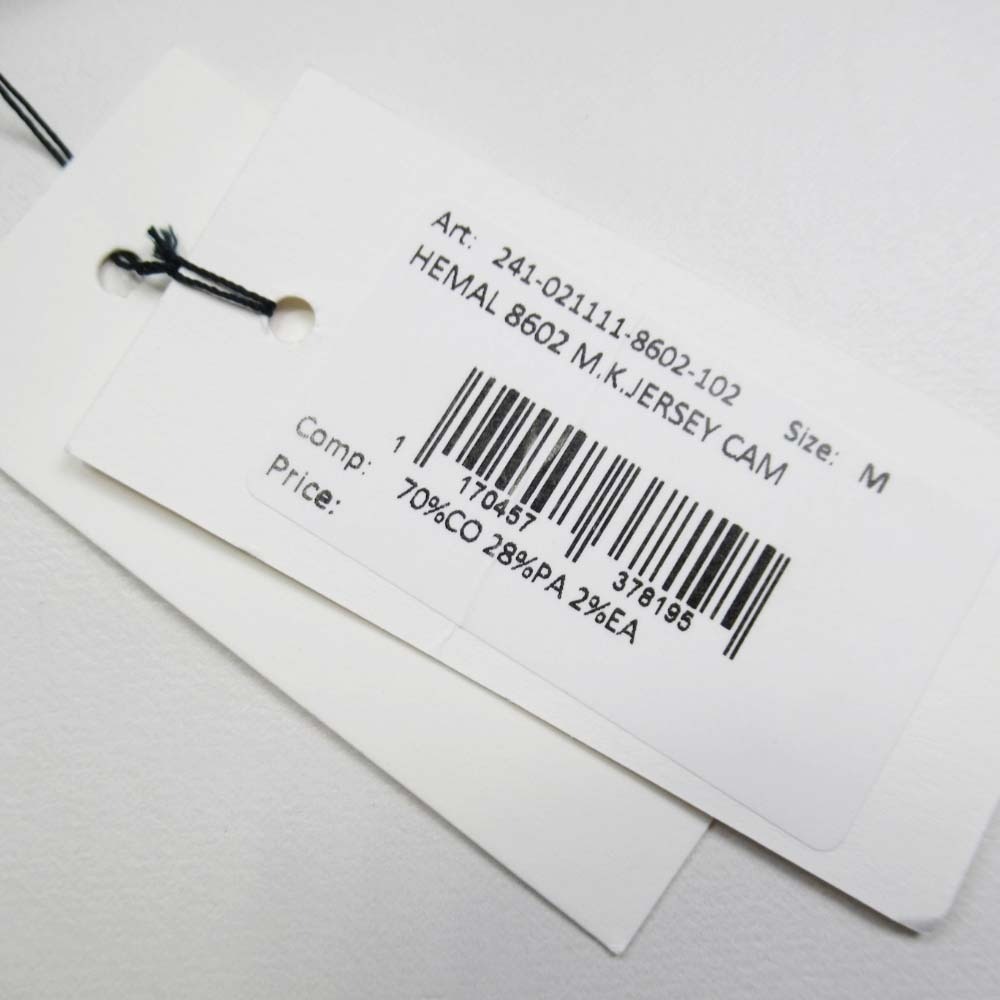 Art: 241-021111-8602-102 Size: M
HEMAL 8602 M.K.JERSEY CAM
1 170457 378195
Comp: 70%CO 28%PA 2%EA
Price: